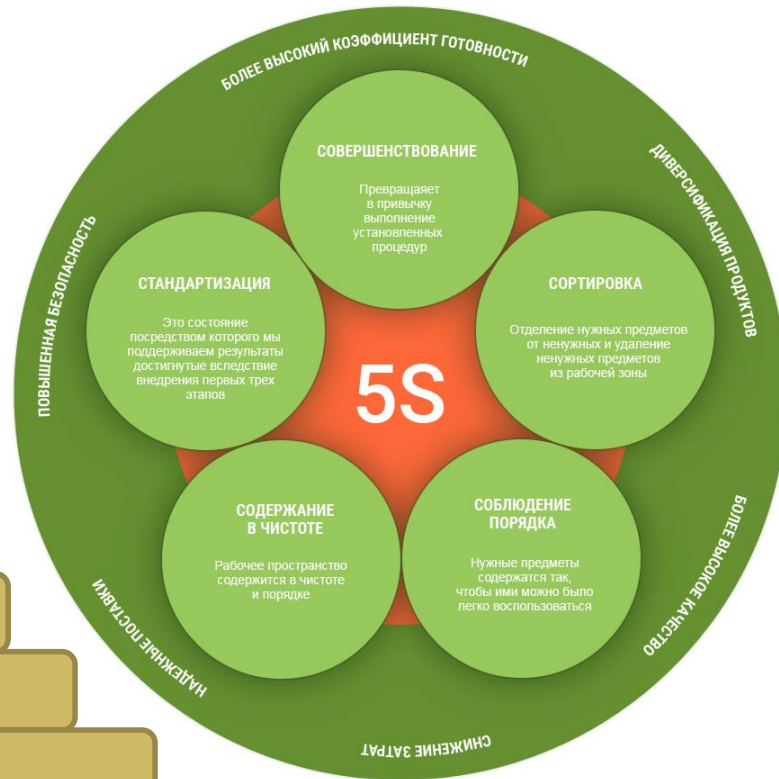 БОЛЕЕ ВЫСОКИЙ КОЭФФИЦИЕНТ ГОТОВНОСТИ
ДИВЕРСИФИКАЦИЯ ПРОДУКТОВ
БОЛЕЕ ВЫСОКОЕ КАЧЕСТВО
СНИЖЕНИЕ ЗАТРАТ
НАДЕЖНЫЕ ПОСТАВКИ
ПОВЫШЕННАЯ БЕЗОПАСНОСТЬ
СОВЕРШЕНСТВОВАНИЕ
Превращаяет
в привычку
выполнение
установленных
процедур
СОРТИРОВКА
Отделение нужных предметов
от ненужных и удаление
ненужных предметов
из рабочей зоны
СОБЛЮДЕНИЕ
ПОРЯДКА
Нужные предметы
содержатся так,
чтобы ими можно было
легко воспользоваться
СОДЕРЖАНИЕ
В ЧИСТОТЕ
Рабочее пространство
содержится в чистоте
и порядке
СТАНДАРТИЗАЦИЯ
Это состояние
посредством которого мы
поддерживаем результаты
достигнутые вследствие
внедрения первых трех
этапов
5S